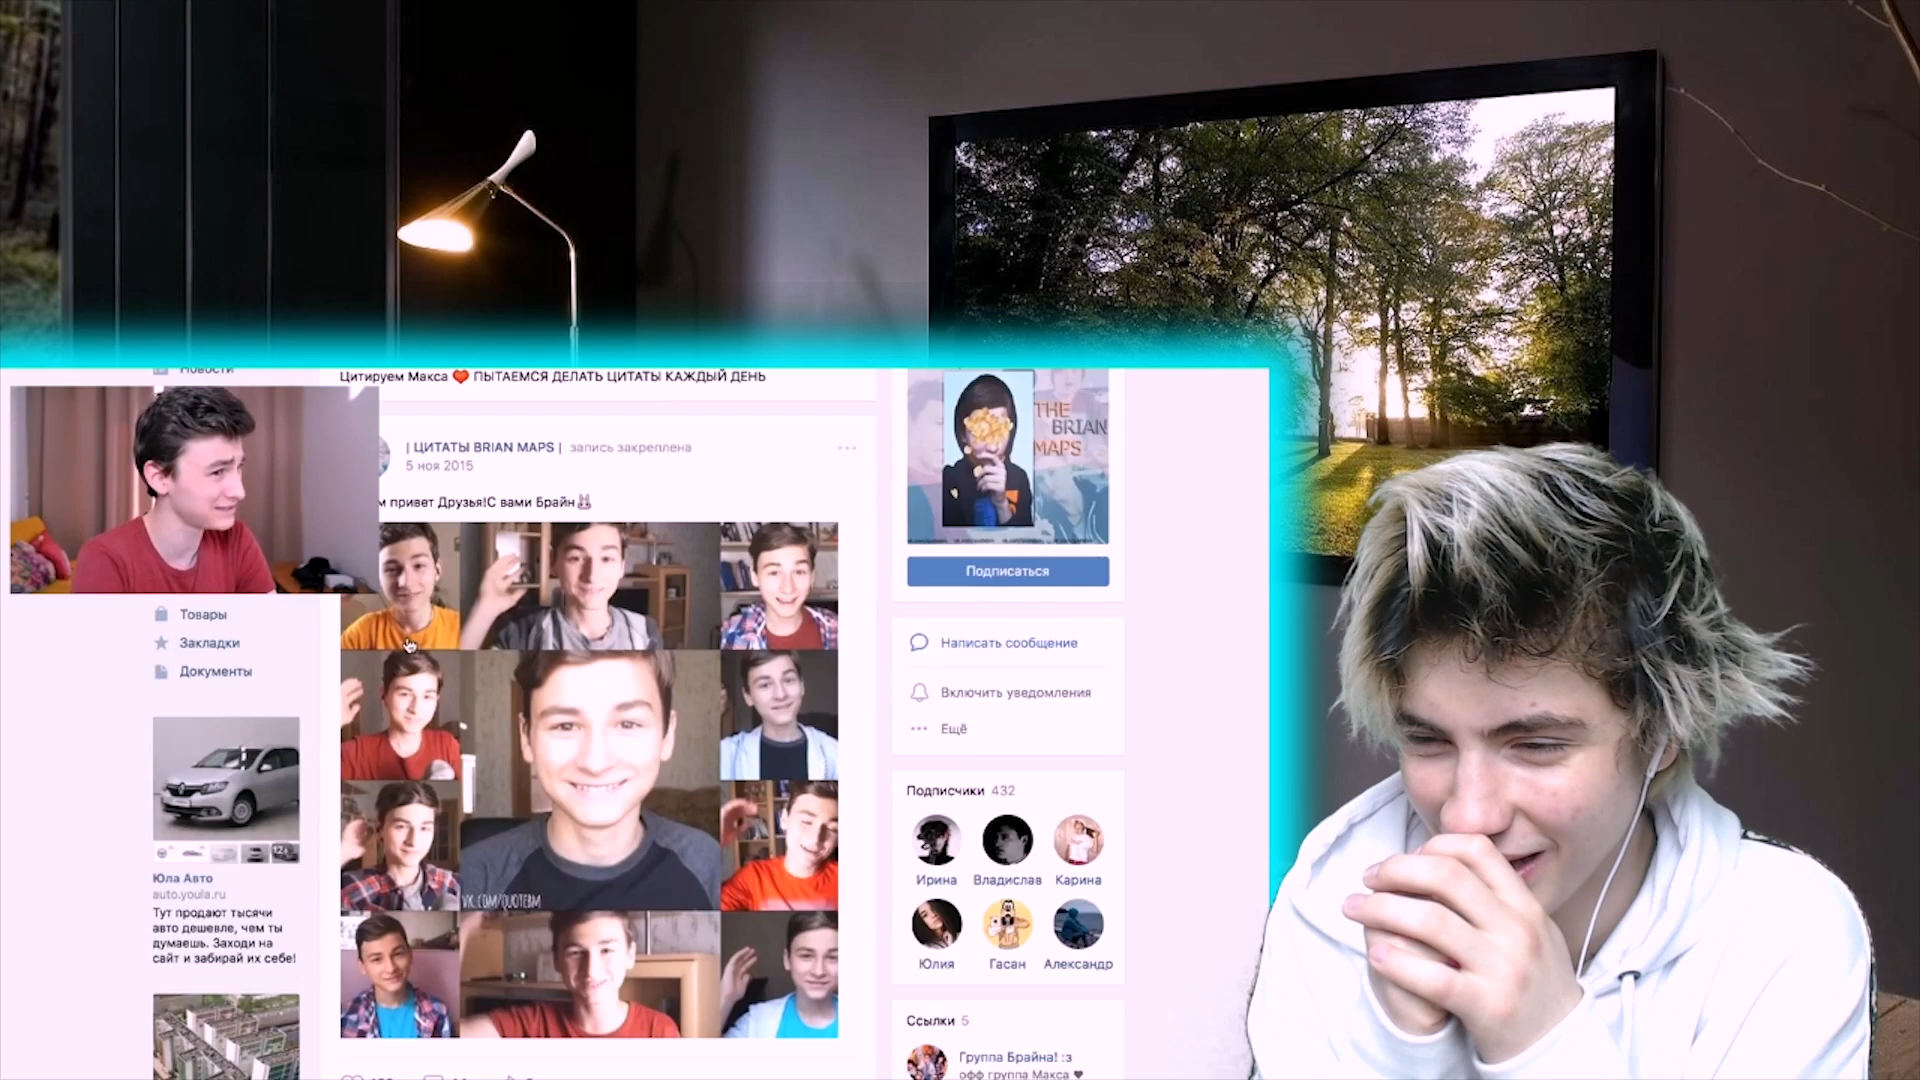 Новости
Цитируем Макса ❤ ПЫТАЕМСЯ ДЕЛАТЬ ЦИТАТЫ КАЖДЫЙ ДЕНЬ
| ЦИТАТЫ BRIAN MAPS | запись закреплена
5 ноя 2015
м привет Друзья!С вами Брайн🐰
VK.COM/QUOTEBM
Товары
Закладки
Документы
12+
Юла Авто
auto.youla.ru
Тут продают тысячи
авто дешевле, чем ты
думаешь. Заходи на
сайт и забирай их себе!
THE
BRIAN
MAPS
Подписаться
Написать сообщение
Включить уведомления
Ещё
Подписчики 432
Ирина Владислав Карина
Юлия Гасан Александр
Ссылки 5
Группа Брайна! :з
офф группа Макса ♥